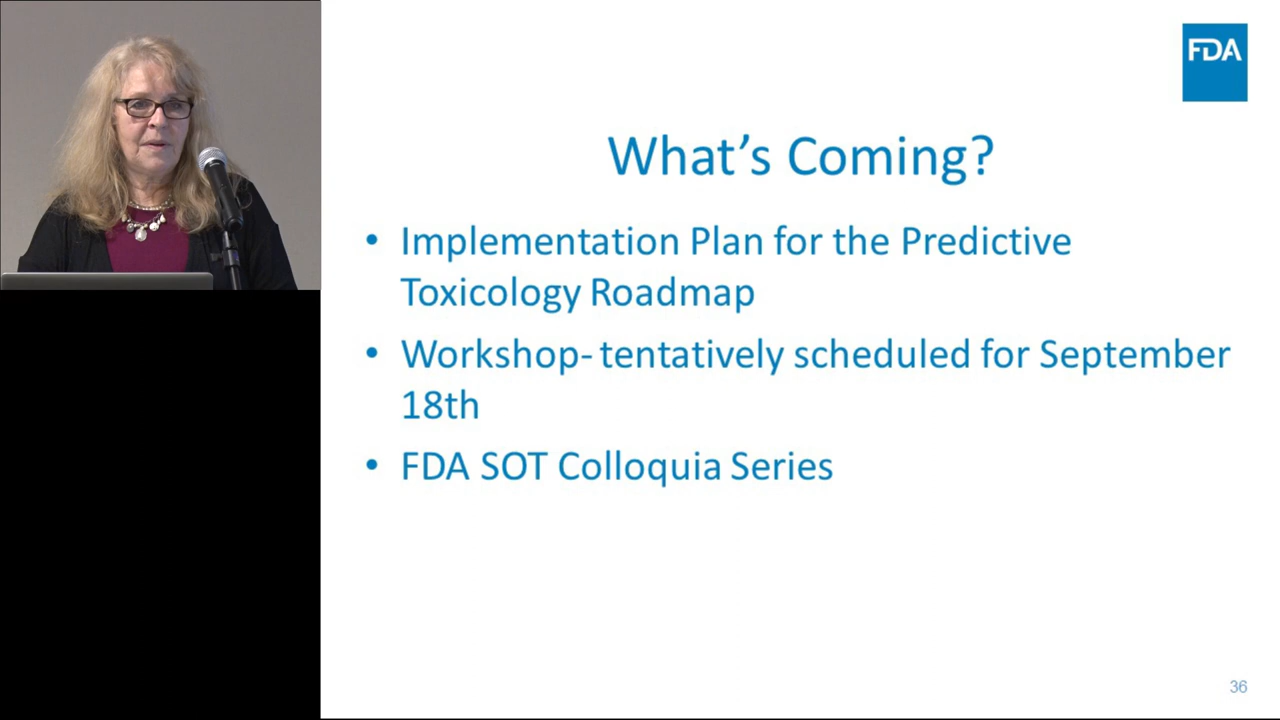 FDA
What's Coming?
• Implementation Plan for the Predictive
Toxicology Roadmap
• Workshop- tentatively scheduled for September
18th
• FDA SOT Colloquia Series
36